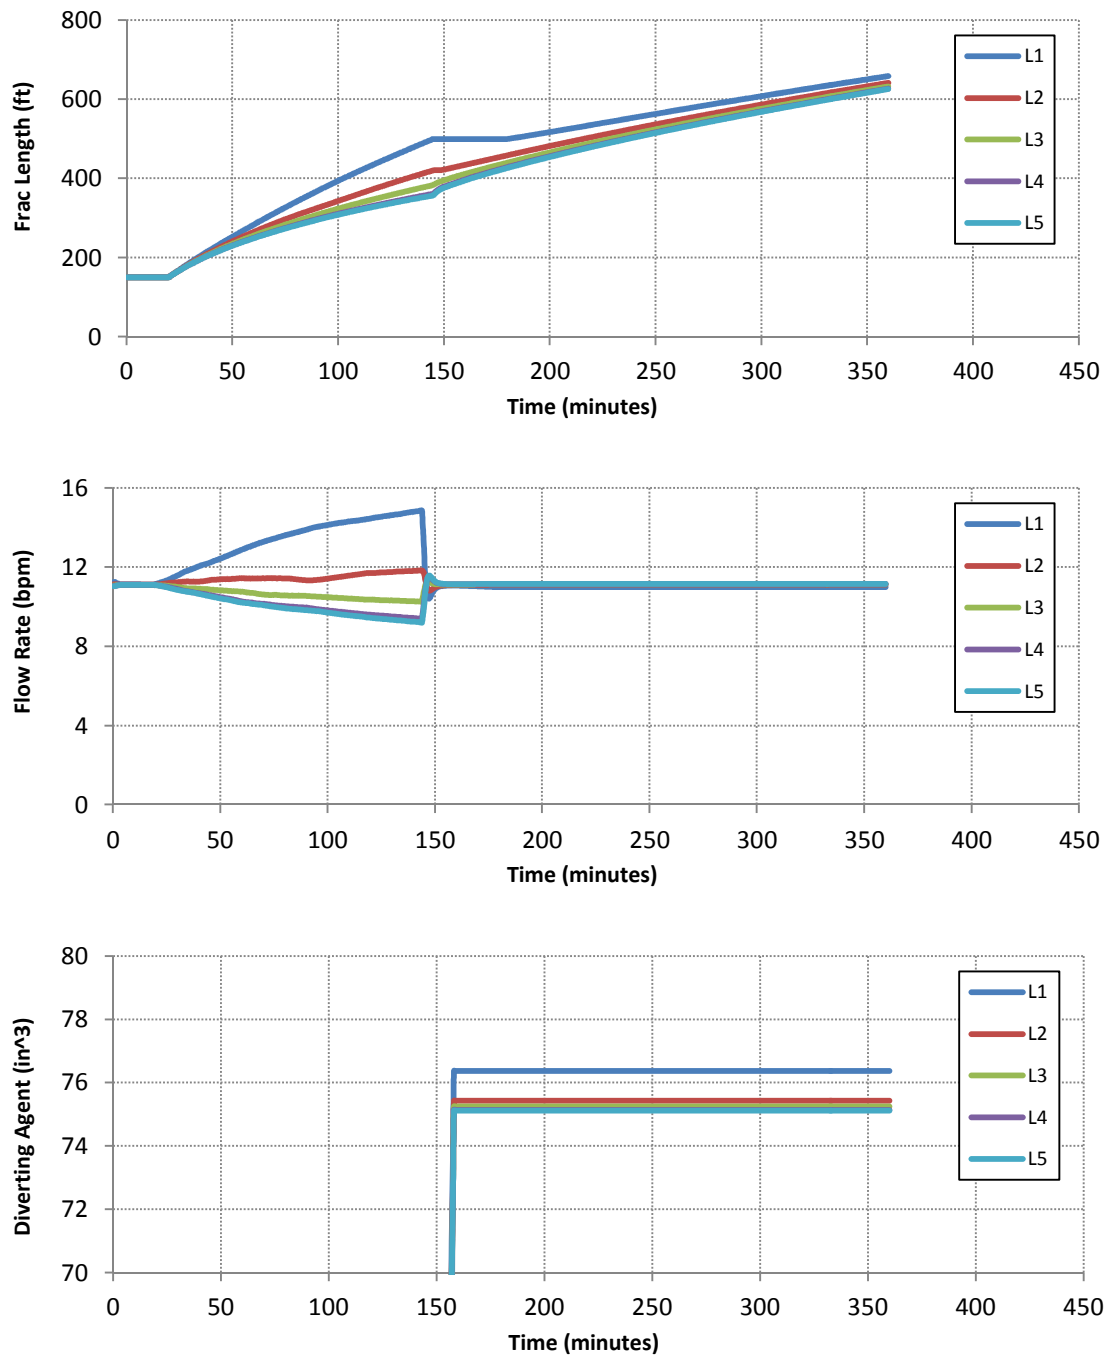 800
600
400
200
0
Frac Length (ft)
0 50 100 150 200 250 300 350 400 450
Time (minutes)
L1
L2
L3
L4
L5
16
12
8
4
0
Flow Rate (bpm)
0 50 100 150 200 250 300 350 400 450
Time (minutes)
L1
L2
L3
L4
L5
80
78
76
74
72
70
Diverting Agent (in^3)
0 50 100 150 200 250 300 350 400 450
Time (minutes)
L1
L2
L3
L4
L5